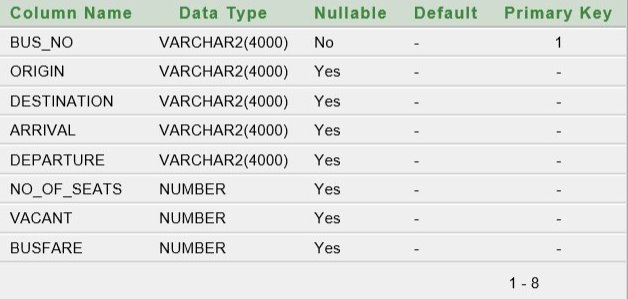 Column Name Data Type Nullable Default Primary Key
BUS_NO VARCHAR2(4000) No - 1
ORIGIN VARCHAR2(4000) Yes - -
DESTINATION VARCHAR2(4000) Yes - -
ARRIVAL VARCHAR2(4000) Yes - -
DEPARTURE VARCHAR2(4000) Yes - -
NO_OF_SEATS NUMBER Yes - -
VACANT NUMBER Yes - -
BUSFARE NUMBER Yes - -
1 - 8